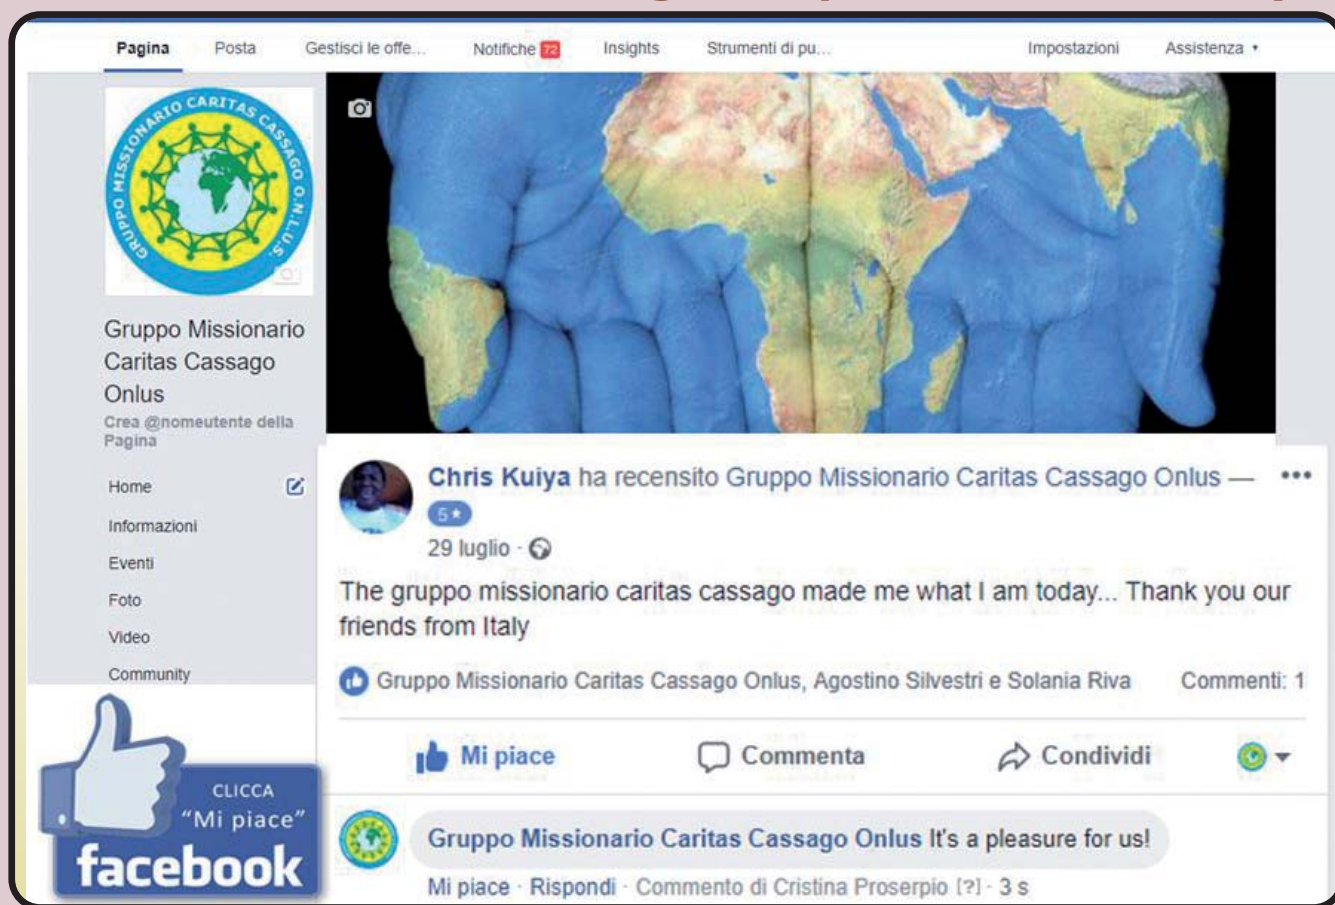 Pagina Posta Gestisci le offe... Notifiche 72 Insights Strumenti di pu... Impostazioni Assistenza
GRUPPO MISSIONARIO CARITAS CASSAGO O.N.L.U.S.
Gruppo Missionario
Caritas Cassago
Onlus
Crea @nomeutente della
Pagina
Home
Informazioni
Eventi
Foto
Video
Community
Chris Kuiya ha recensito Gruppo Missionario Caritas Cassago Onlus —
5★
29 luglio ·
The gruppo missionario caritas cassago made me what I am today... Thank you our
friends from Italy
Gruppo Missionario Caritas Cassago Onlus, Agostino Silvestri e Solania Riva Commenti: 1
Mi piace Commenta Condividi
Gruppo Missionario Caritas Cassago Onlus It's a pleasure for us!
Mi piace · Rispondi · Commento di Cristina Proserpio [?] · 3 s
CLICCA
"Mi piace"
facebook